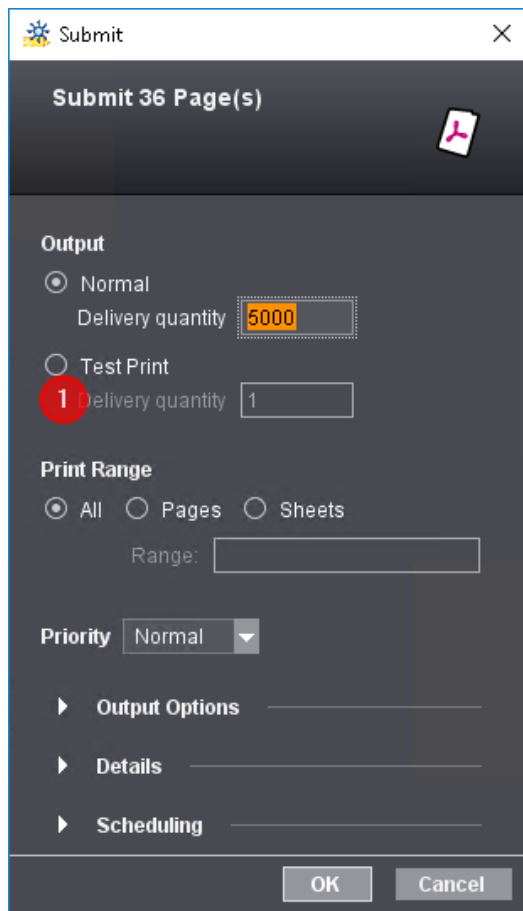 Submit
Submit 36 Page(s)
Output
Normal
Delivery quantity 5000
Test Print
1 Delivery quantity 1
Print Range
All Pages Sheets
Range:
Priority Normal
Output Options
Details
Scheduling
OK Cancel